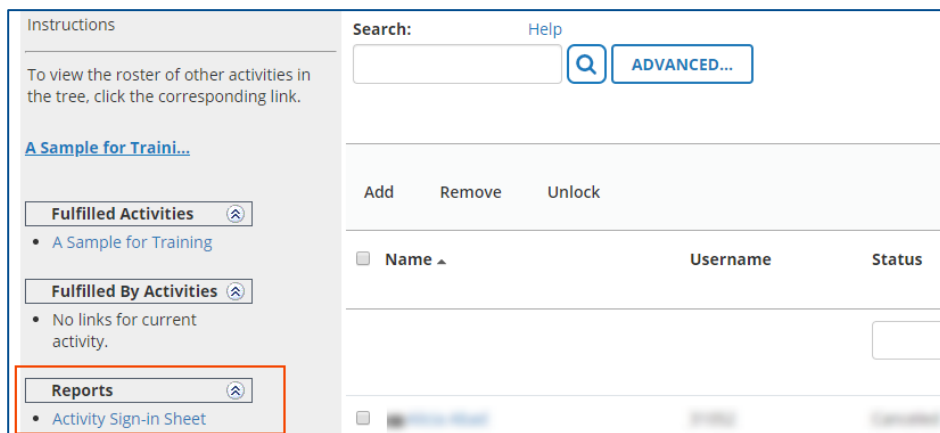 Instructions
To view the roster of other activities in
the tree, click the corresponding link.
A Sample for Traini...
Fulfilled Activities
• A Sample for Training
Fulfilled By Activities
• No links for current
activity.
Reports
• Activity Sign-in Sheet
Search: Help
ADVANCED...
Add Remove Unlock
Name Username Status